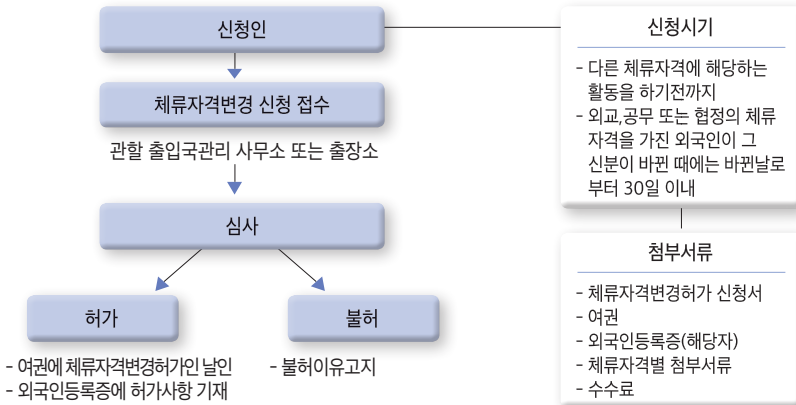 신청인
체류자격변경 신청 접수
관할 출입국관리 사무소 또는 출장소
심사
허가
불허
- 여권에 체류자격변경허가인 날인
- 외국인등록증에 허가사항 기재
- 불허이유고지
신청시기
- 다른 체류자격에 해당하는
활동을 하기전까지
- 외교,공무 또는 협정의 체류
자격을 가진 외국인이 그
신분이 바뀐 때에는 바뀐날로
부터 30일 이내
첨부서류
- 체류자격변경허가 신청서
- 여권
- 외국인등록증(해당자)
- 체류자격별 첨부서류
- 수수료